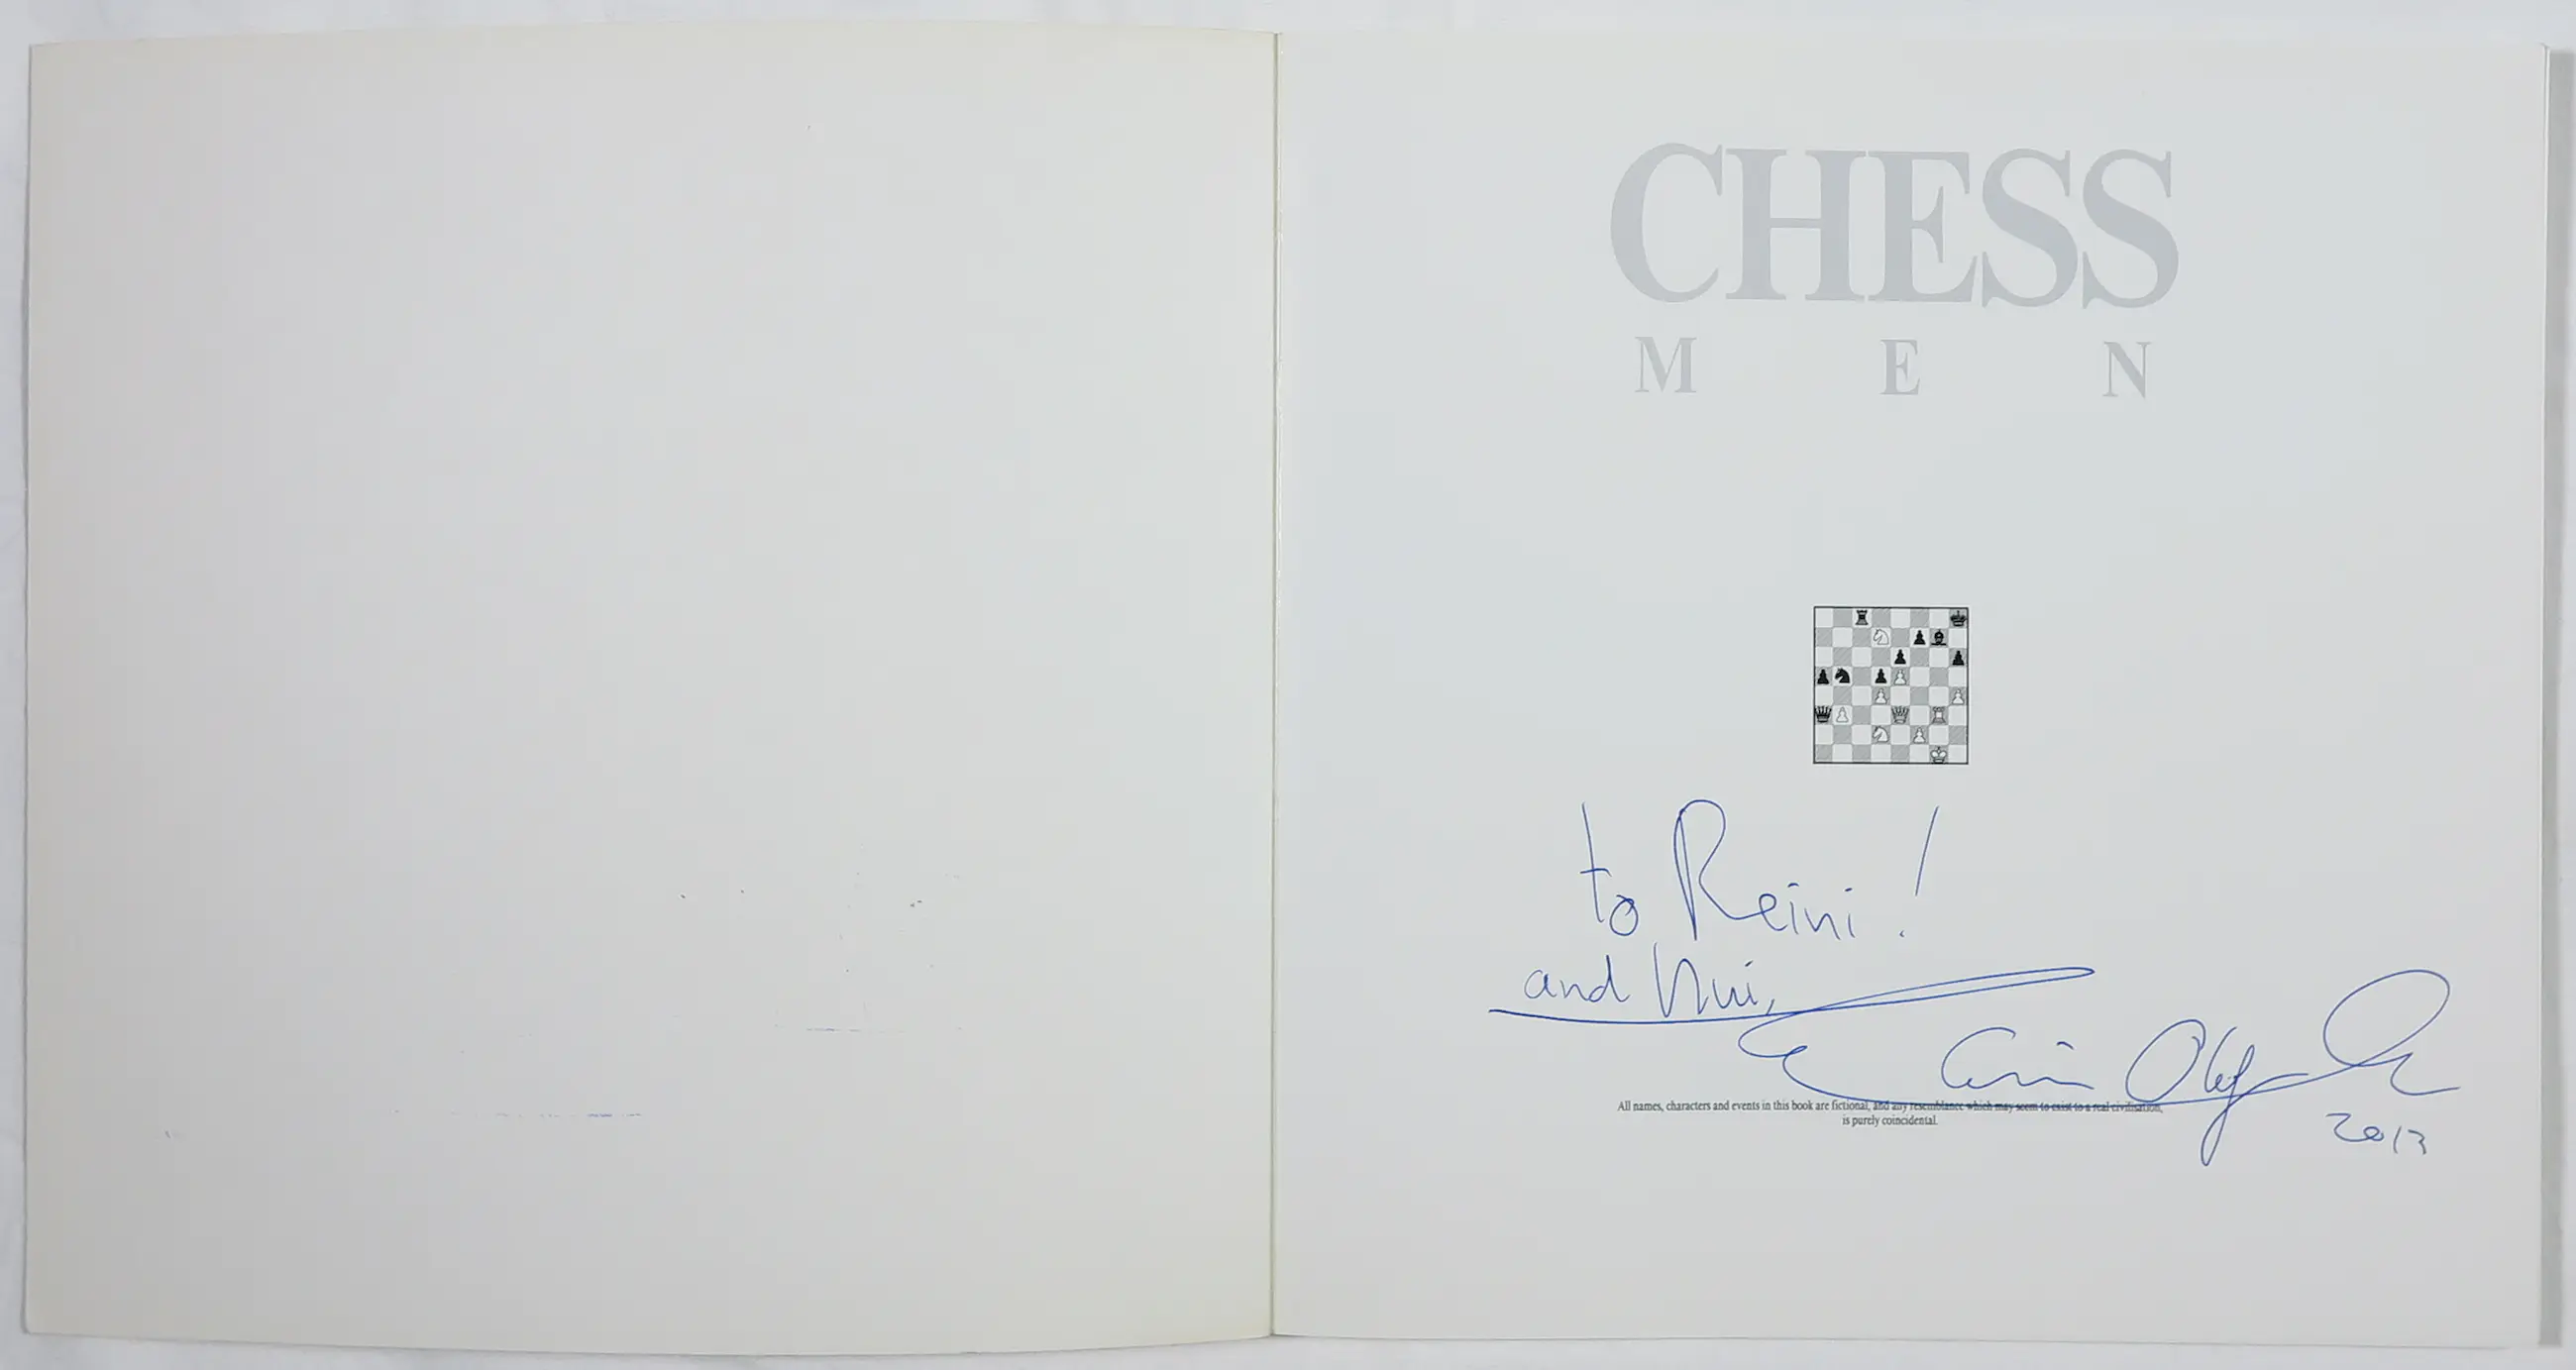 CHESS
M E N
to Reini!
and
All names, characters and events in this book are fictional, and any resemblance which may seem to exist to a real civilisation,
is purely coincidental.
2013